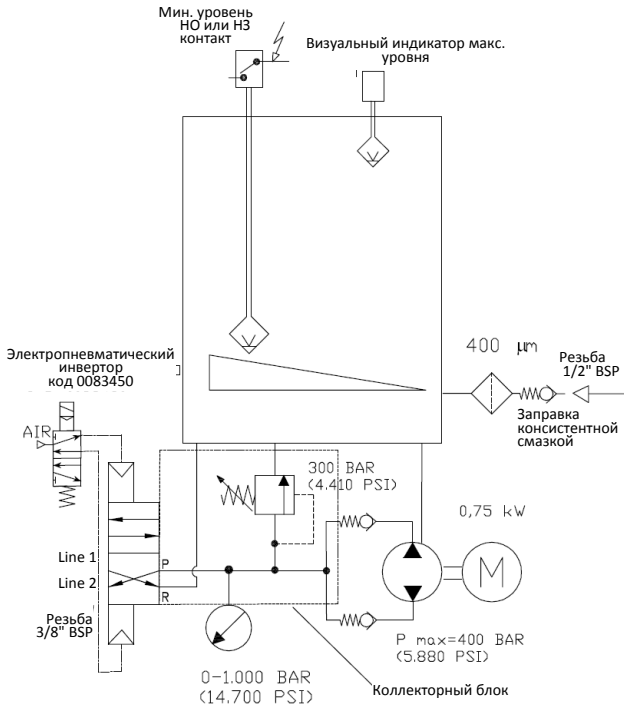 Мин. уровень
НО или НЗ
контакт
Визуальный индикатор макс.
уровня
Электропневматический
инвертор
код 0083450
400 μm
Резьба
1/2" BSP
Заправка
консистентной
смазкой
AIR
300 BAR
(4.410 PSI)
0,75 kW
Line 1
P
Line 2
R
M
Резьба
3/8" BSP
P max=400 BAR
(5.880 PSI)
0-1.000 BAR
(14.700 PSI)
Коллекторный блок